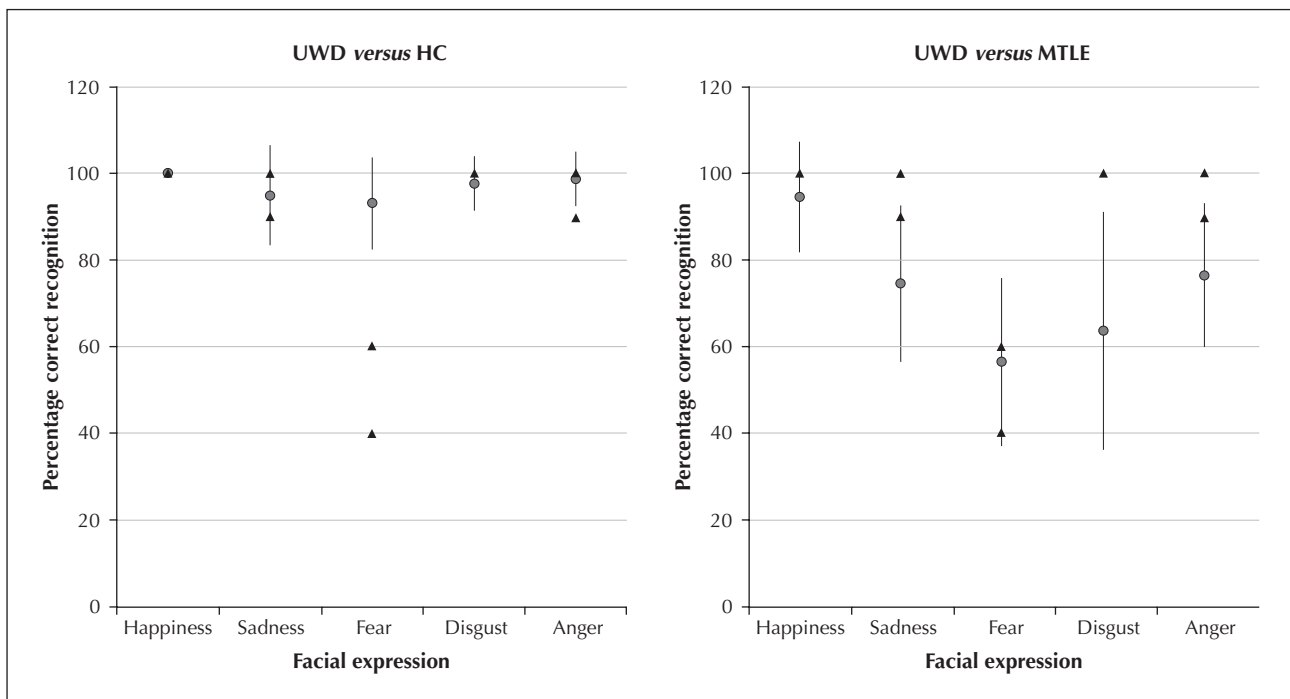 UWD versus HC
120
100
80
60
40
20
0
Percentage correct recognition
Happiness Sadness Fear Disgust Anger
Facial expression
UWD versus MTLE
120
100
80
60
40
20
0
Percentage correct recognition
Happiness Sadness Fear Disgust Anger
Facial expression